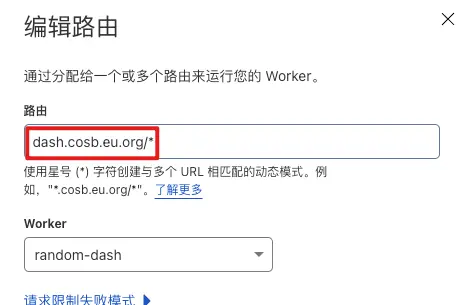 编辑路由
通过分配给一个或多个路由来运行您的 Worker。
路由
dash.cosb.eu.org/*
使用星号 (*) 字符创建与多个 URL 相匹配的动态模式。例
如，"*.cosb.eu.org/*"。了解更多
Worker
random-dash
请求限制失败模式